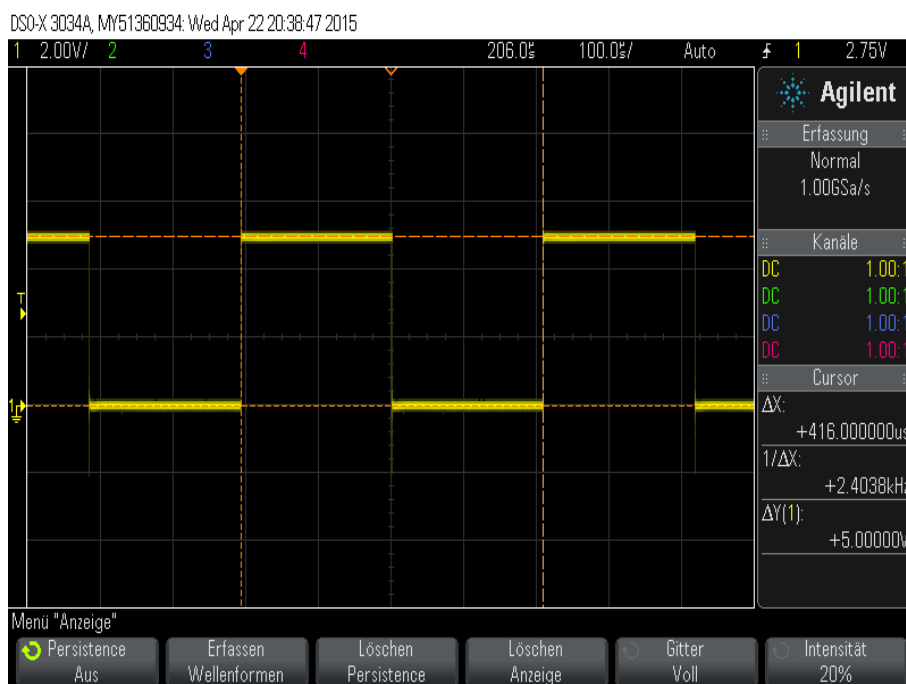 DSO-X 3034A, MY51360934: Wed Apr 22 20:38:47 2015
1 2.00V/ 2 3 4 206.0us 100.0us/ Auto 1 2.75V
Agilent
Erfassung
Normal
1.00GSa/s
Kanäle
DC 1.00:1
DC 1.00:1
DC 1.00:1
DC 1.00:1
Cursor
ΔX:
+416.000000us
1/ΔX:
+2.4038kHz
ΔY(1):
+5.00000V
T
1
Menü "Anzeige"
Persistence Erfassen Löschen Löschen Gitter Intensität
Aus Wellenformen Persistence Anzeige Voll 20%